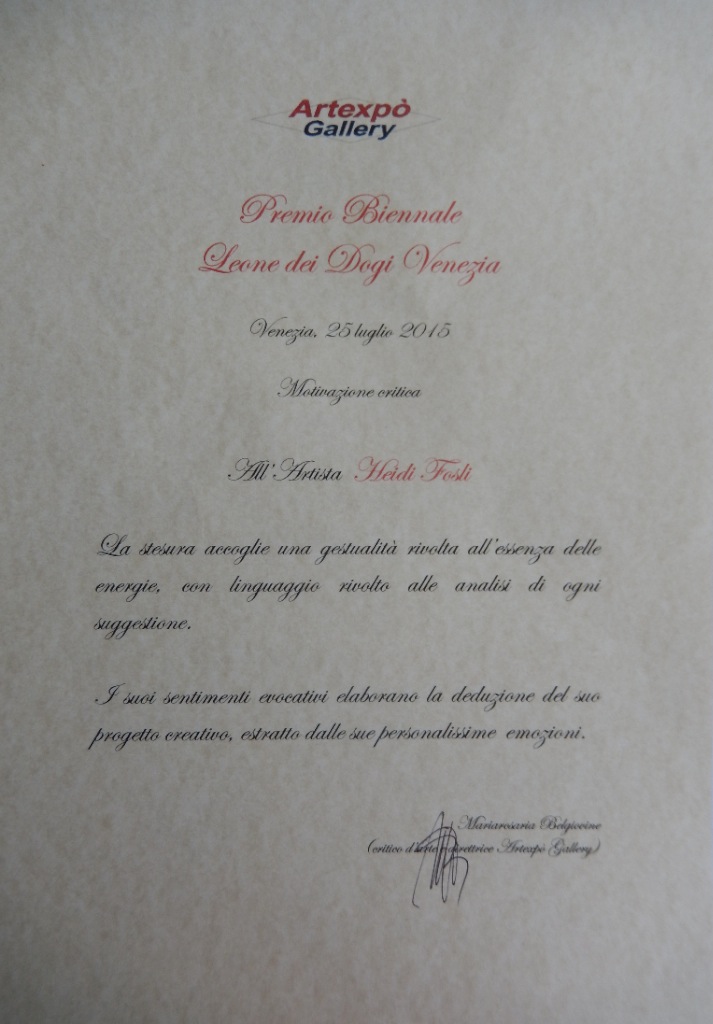 Artexpò
Gallery
Premio Biennale
Leone dei Dogi Venezia
Venezia, 25 luglio 2015
Motivazione critica
All'Artista Heidi Fosli
La stesura accoglie una gestualità rivolta all'essenza delle
energie, con linguaggio rivolto alle analisi di ogni
suggestione.
I suoi sentimenti evocativi elaborano la deduzione del suo
progetto creativo, estratto dalle sue personalissime emozioni.
Mariarosaria Belgiovine
(critico d'arte e direttrice Artexpò Gallery)